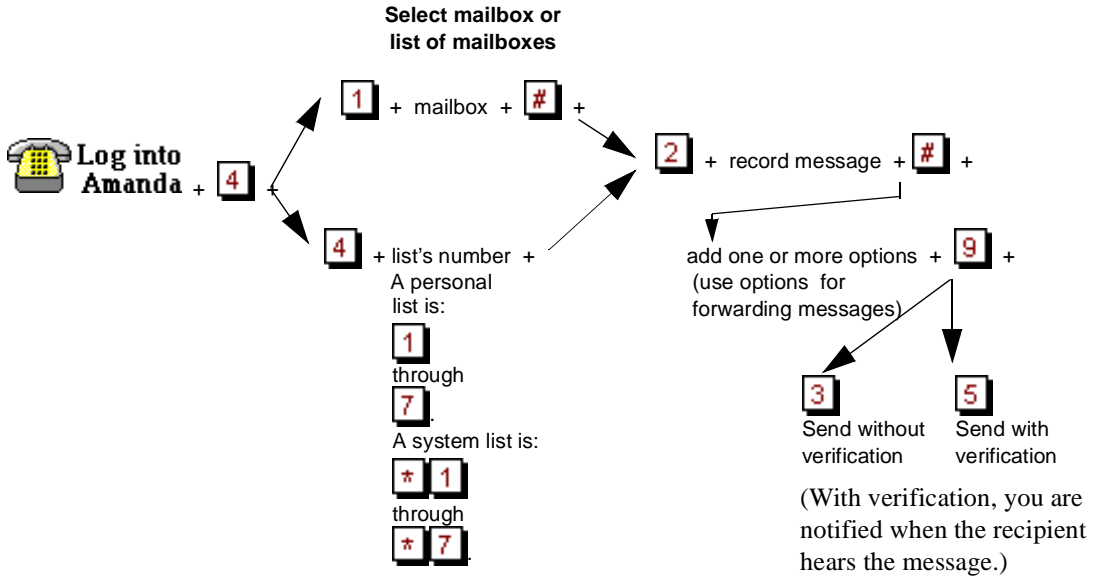 Select mailbox or
list of mailboxes
1 + mailbox + # +
Log into
Amanda + 4 +
2 + record message + # +
4 + list's number +
A personal
list is:
1
through
7.
A system list is:
* 1
through
* 7.
add one or more options + 9 +
(use options for
forwarding messages)
3
Send without
verification
5
Send with
verification
(With verification, you are
notified when the recipient
hears the message.)